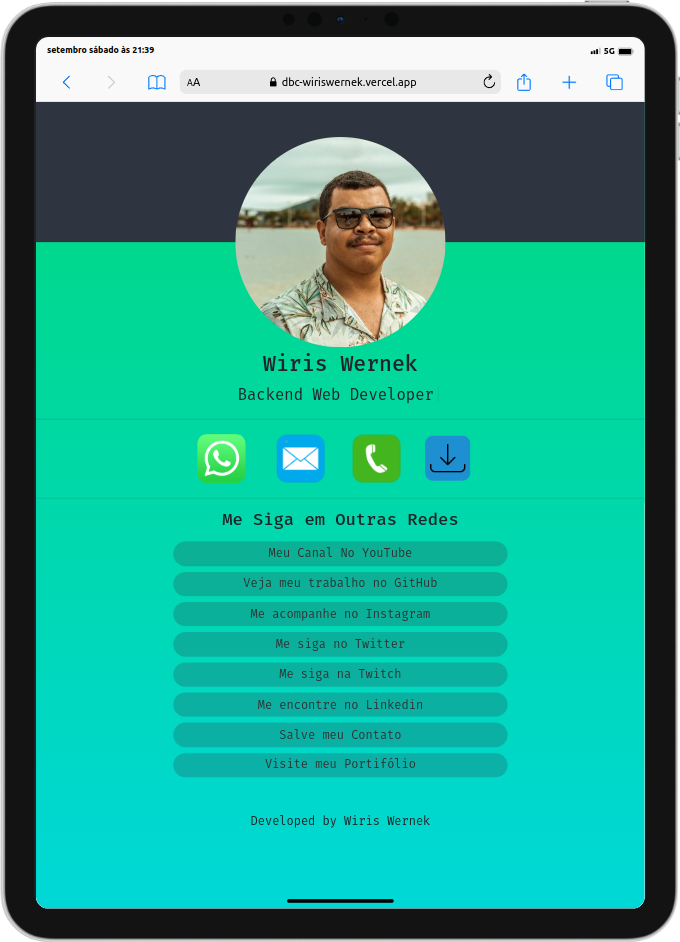 setembro sábado às 21:39
5G
AA
dbc-wiriswernek.vercel.app
Wiris Wernek
Backend Web Developer
Me Siga em Outras Redes
Meu Canal No YouTube
Veja meu trabalho no GitHub
Me acompanhe no Instagram
Me siga no Twitter
Me siga na Twitch
Me encontre no Linkedin
Salve meu Contato
Visite meu Portifólio
Developed by Wiris Wernek